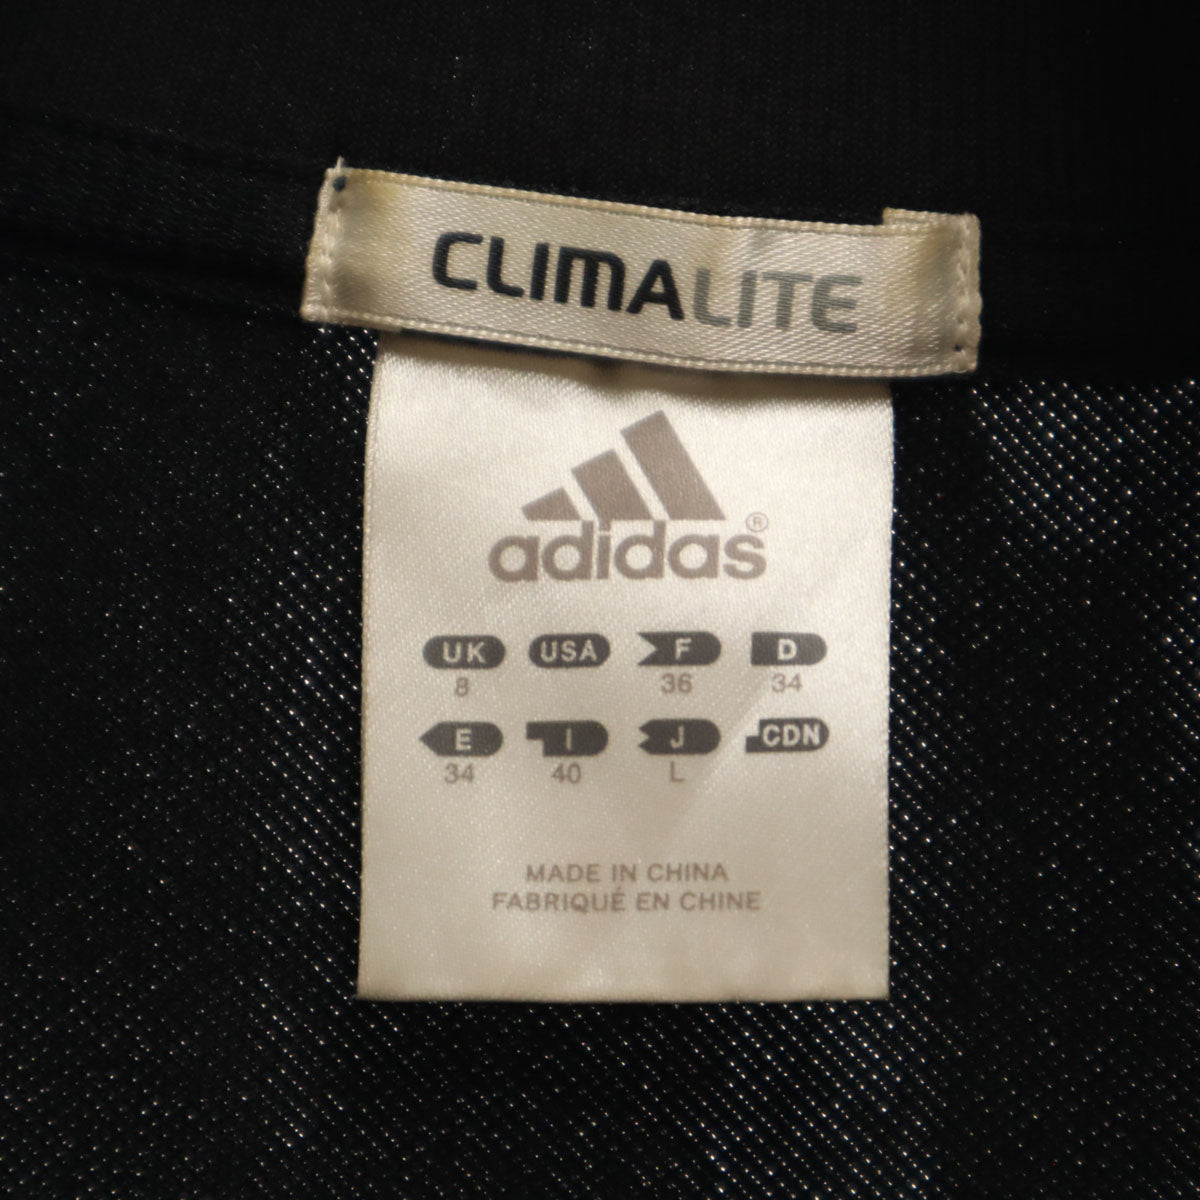 CLIMALITE
adidas®
UK USA F D
8 36 34
E I J CDN
34 40 L
MADE IN CHINA
FABRIQUÉ EN CHINE